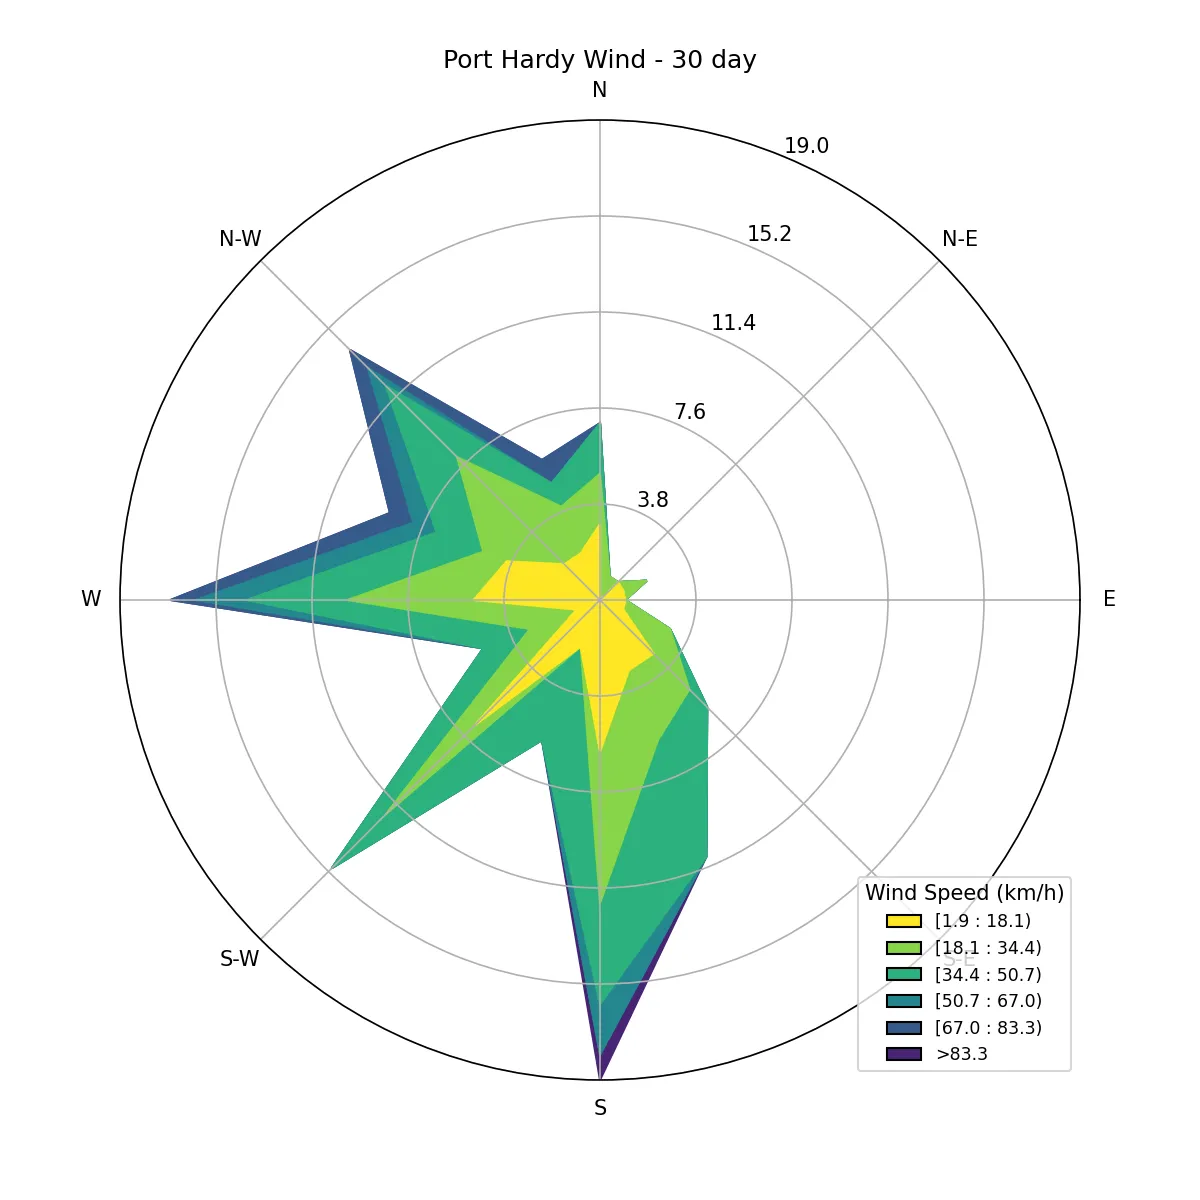 Port Hardy Wind - 30 day
N
19.0
15.2
N-W
N-E
11.4
7.6
3.8
W
E
Wind Speed (km/h)
[1.9 : 18.1)
[18.1 : 34.4)
S-W
S-E
[34.4 : 50.7)
[50.7 : 67.0)
[67.0 : 83.3)
>83.3
S